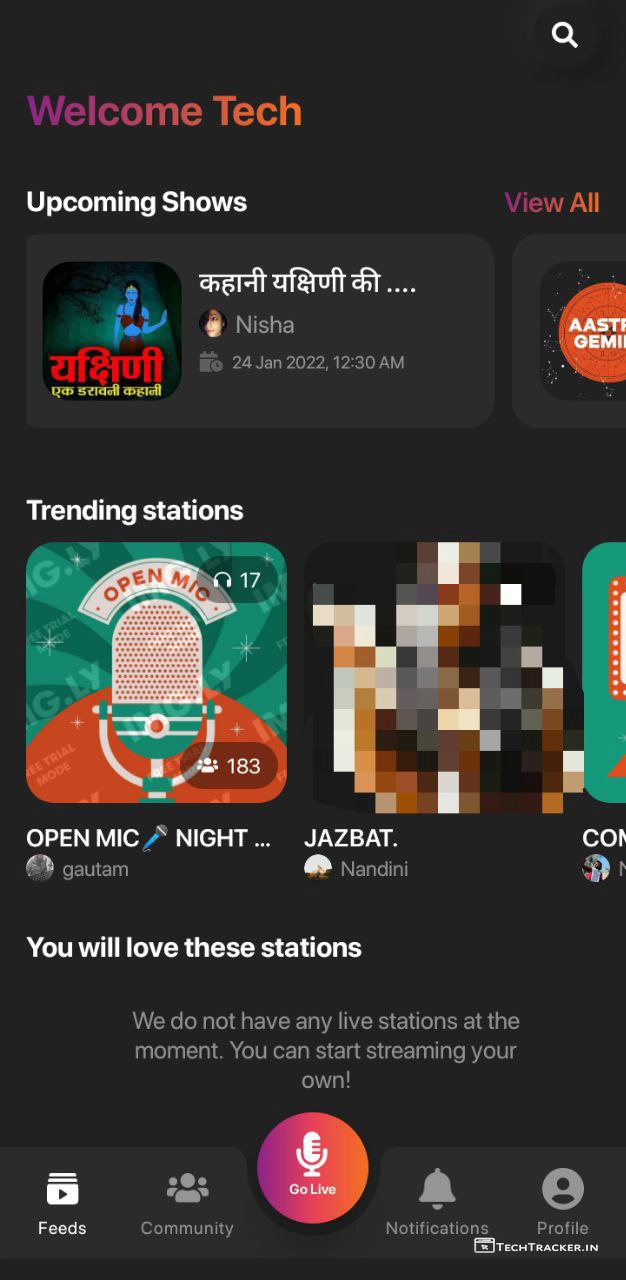 Welcome Tech
Upcoming Shows
View All
कहानी यक्षिणी की ....
Nisha
24 Jan 2022, 12:30 AM
यक्षिणी
एक डरावनी कहानी
Trending stations
OPEN MIC
17
183
FREE TRIAL
MODE
OPEN MIC🎤 NIGHT ...
gautam
JAZBAT.
Nandini
You will love these stations
We do not have any live stations at the
moment. You can start streaming your
own!
Go Live
Feeds
Community
Notifications
Profile
TECHTRACKER.IN